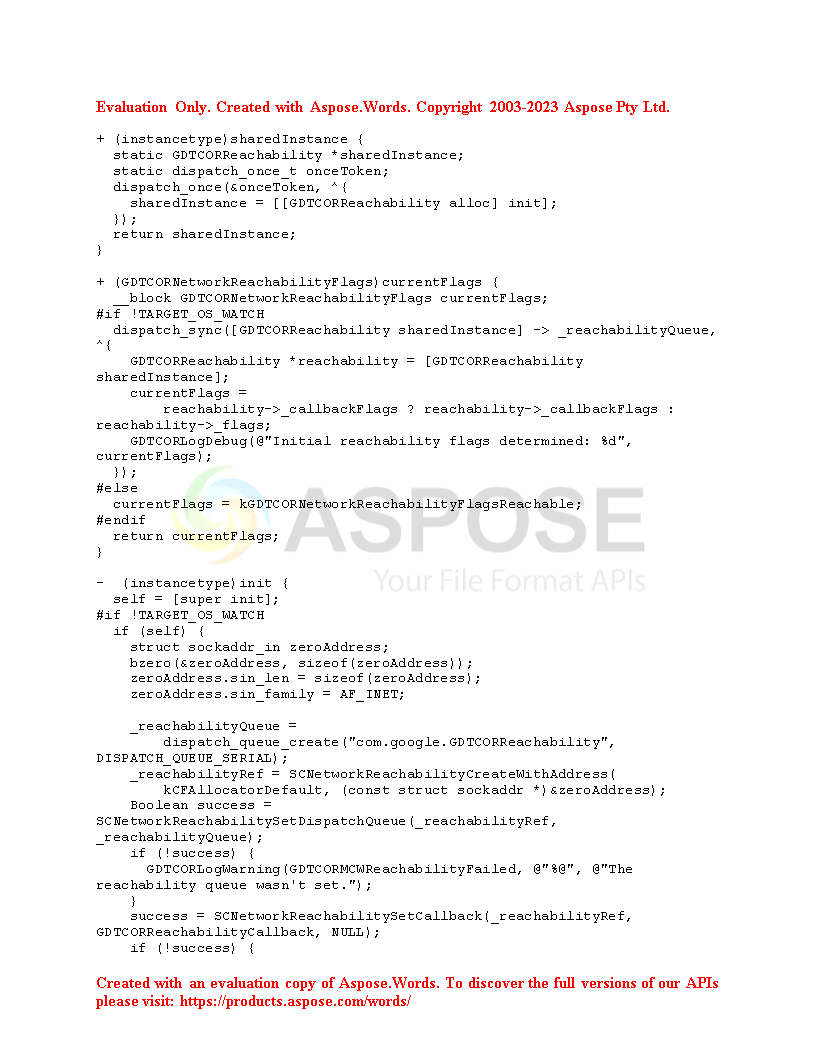 Evaluation Only. Created with Aspose.Words. Copyright 2003-2023 Aspose Pty Ltd.
+ (instancetype)sharedInstance {
  static GDTCORReachability *sharedInstance;
  static dispatch_once_t onceToken;
  dispatch_once(&onceToken, ^{
    sharedInstance = [[GDTCORReachability alloc] init];
  });
  return sharedInstance;
}

+ (GDTCORNetworkReachabilityFlags)currentFlags {
  __block GDTCORNetworkReachabilityFlags currentFlags;
#if !TARGET_OS_WATCH
  dispatch_sync([GDTCORReachability sharedInstance] -> _reachabilityQueue,
^{
    GDTCORReachability *reachability = [GDTCORReachability
sharedInstance];
    currentFlags =
        reachability->_callbackFlags ? reachability->_callbackFlags :
reachability->_flags;
    GDTCORLogDebug(@"Initial reachability flags determined: %d",
currentFlags);
  });
#else
  currentFlags = kGDTCORNetworkReachabilityFlagsReachable;
#endif
  return currentFlags;
}
ASPOSE
Your File Format APIs

-  (instancetype)init {
  self = [super init];
#if !TARGET_OS_WATCH
  if (self) {
    struct sockaddr_in zeroAddress;
    bzero(&zeroAddress, sizeof(zeroAddress));
    zeroAddress.sin_len = sizeof(zeroAddress);
    zeroAddress.sin_family = AF_INET;

    _reachabilityQueue =
        dispatch_queue_create("com.google.GDTCORReachability",
DISPATCH_QUEUE_SERIAL);
    _reachabilityRef = SCNetworkReachabilityCreateWithAddress(
        kCFAllocatorDefault, (const struct sockaddr *)&zeroAddress);
    Boolean success =
SCNetworkReachabilitySetDispatchQueue(_reachabilityRef,
_reachabilityQueue);
    if (!success) {
      GDTCORLogWarning(GDTCORMCWReachabilityFailed, @"%@", @"The
reachability queue wasn't set.");
    }
    success = SCNetworkReachabilitySetCallback(_reachabilityRef,
GDTCORReachabilityCallback, NULL);
    if (!success) {
Created with an evaluation copy of Aspose.Words. To discover the full versions of our APIs
please visit: https://products.aspose.com/words/